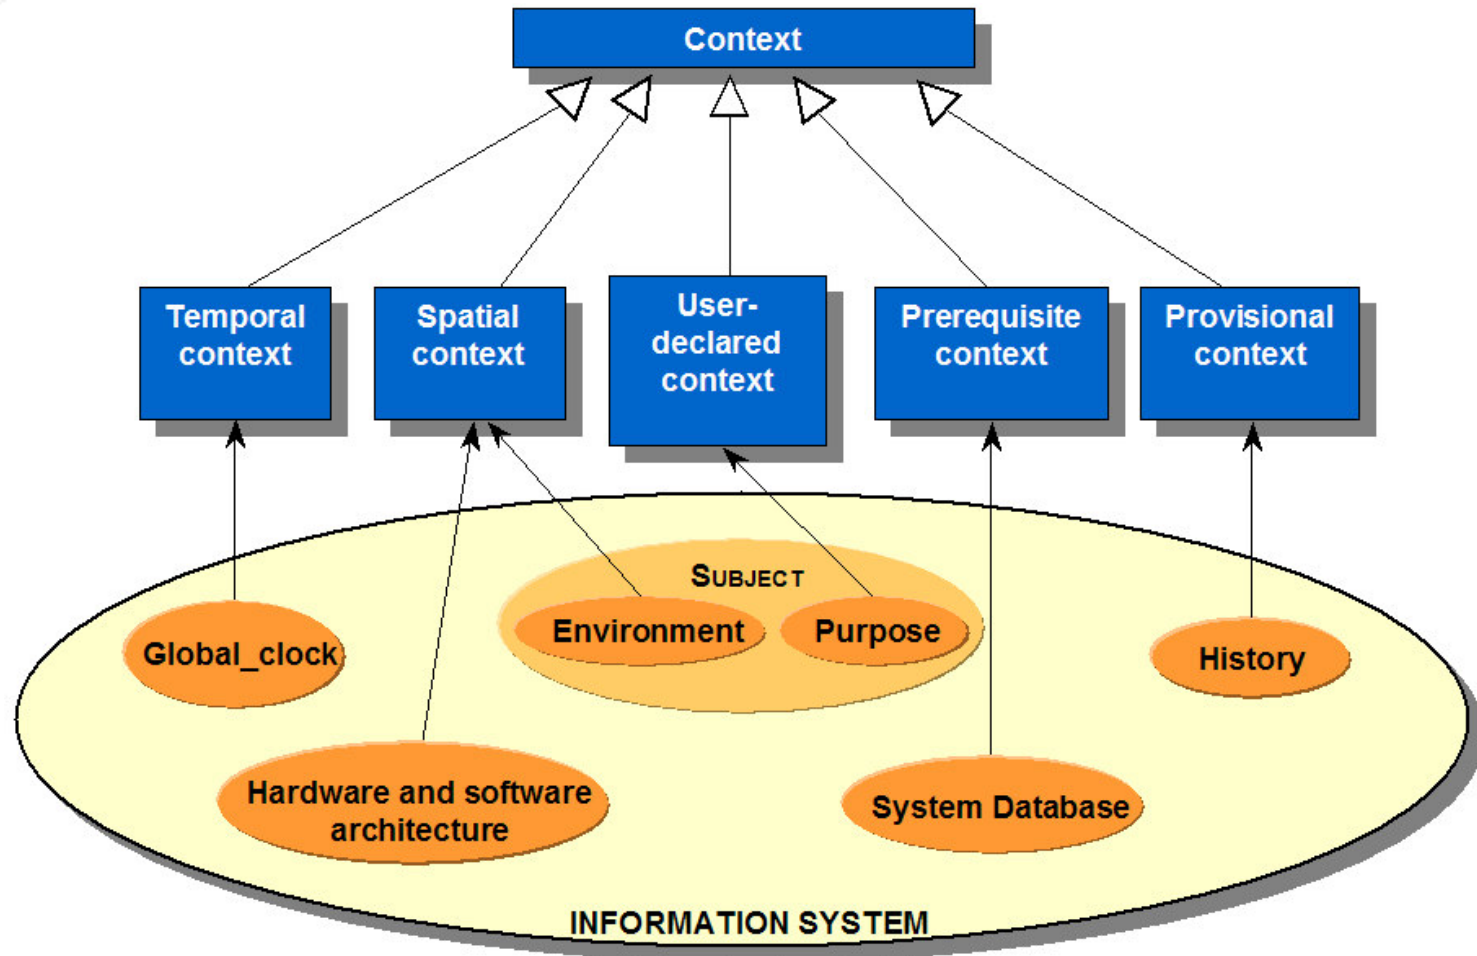 Context
Temporal
context
Spatial
context
User-
declared
context
Prerequisite
context
Provisional
context
SUBJECT
Environment
Purpose
Global_clock
History
Hardware and software
architecture
System Database
INFORMATION SYSTEM